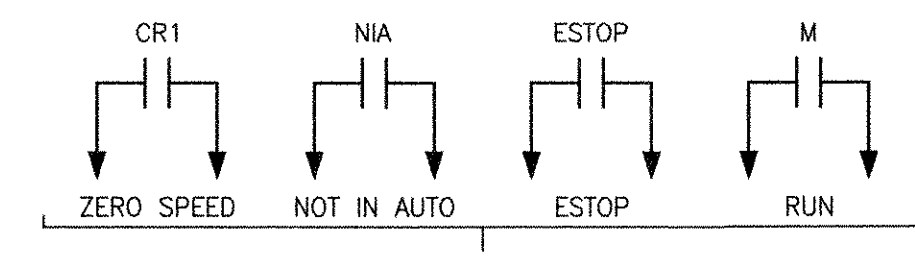 CR1 NIA ESTOP M
ZERO SPEED NOT IN AUTO ESTOP RUN